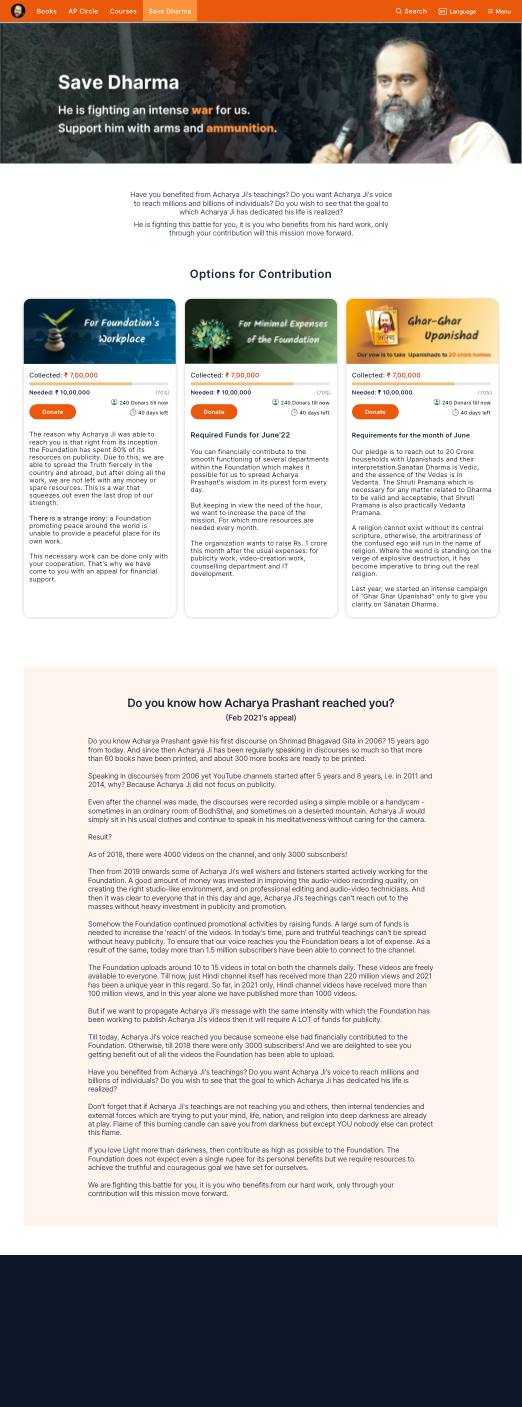 Books AP Circle Courses Save Dharma Search EN Language Menu
Save Dharma
He is fighting an intense war for us.
Support him with arms and ammunition.
Have you benefited from Acharya Ji's teachings? Do you want Acharya Ji's voice
to reach millions and billions of individuals? Do you wish to see that the goal to
which Acharya Ji has dedicated his life is realized?
He is fighting this battle for you, it is you who benefits from his hard work, only
through your contribution will this mission move forward.
Options for Contribution
For Foundation's
Workplace
Collected: ₹ 7,00,000
Needed: ₹ 10,00,000 (70%)
240 Donars till now
Donate
40 days left
The reason why Acharya Ji was able to
reach you is that right from its inception
the Foundation has spent 80% of its
resources on publicity. Due to this, we are
able to spread the Truth fiercely in the
country and abroad, but after doing all the
work, we are not left with any money or
spare resources. This is a war that
squeezes out even the last drop of our
strength.
There is a strange irony: a Foundation
promoting peace around the world is
unable to provide a peaceful place for its
own work.
This necessary work can be done only with
your cooperation. That's why we have
come to you with an appeal for financial
support.
For Minimal Expenses
of the Foundation
Collected: ₹ 7,00,000
Needed: ₹ 10,00,000 (70%)
240 Donars till now
Donate
40 days left
Required Funds for June'22
You can financially contribute to the
smooth functioning of several departments
within the Foundation which makes it
possible for us to spread Acharya
Prashant's wisdom in its purest form every
day.
But keeping in view the need of the hour,
we want to increase the pace of the
mission. For which more resources are
needed every month.
The organization wants to raise Rs. 1 crore
this month after the usual expenses: for
publicity work, video-creation work,
counselling department and IT
development.
Ghar-Ghar
Upanishad
Our vow is to take Upanishads to 20 crore homes
Collected: ₹ 7,00,000
Needed: ₹ 10,00,000 (70%)
240 Donars till now
Donate
40 days left
Requirements for the month of June
Our pledge is to reach out to 20 Crore
households with Upanishads and their
interpretation.Sanatan Dharma is Vedic,
and the essence of the Vedas is in
Vedanta. The Shruti Pramana which is
necessary for any matter related to Dharma
to be valid and acceptable, that Shruti
Pramana is also practically Vedanta
Pramana.
A religion cannot exist without its central
scripture, otherwise, the arbitrariness of
the confused ego will run in the name of
religion. Where the world is standing on the
verge of explosive destruction, it has
become imperative to bring out the real
religion.
Last year, we started an intense campaign
of "Ghar Ghar Upanishad" only to give you
clarity on Sanatan Dharma.
Do you know how Acharya Prashant reached you?
(Feb 2021's appeal)
Do you know Acharya Prashant gave his first discourse on Shrimad Bhagavad Gita in 2006? 15 years ago
from today. And since then Acharya Ji has been regularly speaking in discourses so much so that more
than 60 books have been printed, and about 300 more books are ready to be printed.
Speaking in discourses from 2006 yet YouTube channels started after 5 years and 8 years, i.e. in 2011 and
2014, why? Because Acharya Ji did not focus on publicity.
Even after the channel was made, the discourses were recorded using a simple mobile or a handycam -
sometimes in an ordinary room of BodhSthal, and sometimes on a deserted mountain. Acharya Ji would
simply sit in his usual clothes and continue to speak in his meditativeness without caring for the camera.
Result?
As of 2018, there were 4000 videos on the channel, and only 3000 subscribers!
Then from 2019 onwards some of Acharya Ji's well wishers and listeners started actively working for the
Foundation. A good amount of money was invested in improving the audio-video recording quality, on
creating the right studio-like environment, and on professional editing and audio-video technicians. And
then it was clear to everyone that in this day and age, Acharya Ji's teachings can't reach out to the
masses without heavy investment in publicity and promotion.
Somehow the Foundation continued promotional activities by raising funds. A large sum of funds is
needed to increase the 'reach' of the videos. In today's time, pure and truthful teachings can't be spread
without heavy publicity. To ensure that our voice reaches you the Foundation bears a lot of expense. As a
result of the same, today more than 1.5 million subscribers have been able to connect to the channel.
The Foundation uploads around 10 to 15 videos in total on both the channels daily. These videos are freely
available to everyone. Till now, just Hindi channel itself has received more than 220 million views and 2021
has been a unique year in this regard. So far, in 2021 only, Hindi channel videos have received more than
100 million views, and in this year alone we have published more than 1000 videos.
But if we want to propagate Acharya Ji's message with the same intensity with which the Foundation has
been working to publish Acharya Ji's videos then it will require A LOT of funds for publicity.
Till today, Acharya Ji's voice reached you because someone else had financially contributed to the
Foundation. Otherwise, till 2018 there were only 3000 subscribers! And we are delighted to see you
getting benefit out of all the videos the Foundation has been able to upload.
Have you benefited from Acharya Ji's teachings? Do you want Acharya Ji's voice to reach millions and
billions of individuals? Do you wish to see that the goal to which Acharya Ji has dedicated his life is
realized?
Don't forget that if Acharya Ji's teachings are not reaching you and others, then internal tendencies and
external forces which are trying to put your mind, life, nation, and religion into deep darkness are already
at play. Flame of this burning candle can save you from darkness but except YOU nobody else can protect
this flame.
If you love Light more than darkness, then contribute as high as possible to the Foundation. The
Foundation does not expect even a single rupee for its personal benefits but we require resources to
achieve the truthful and courageous goal we have set for ourselves.
We are fighting this battle for you, it is you who benefits from our hard work, only through your
contribution will this mission move forward.